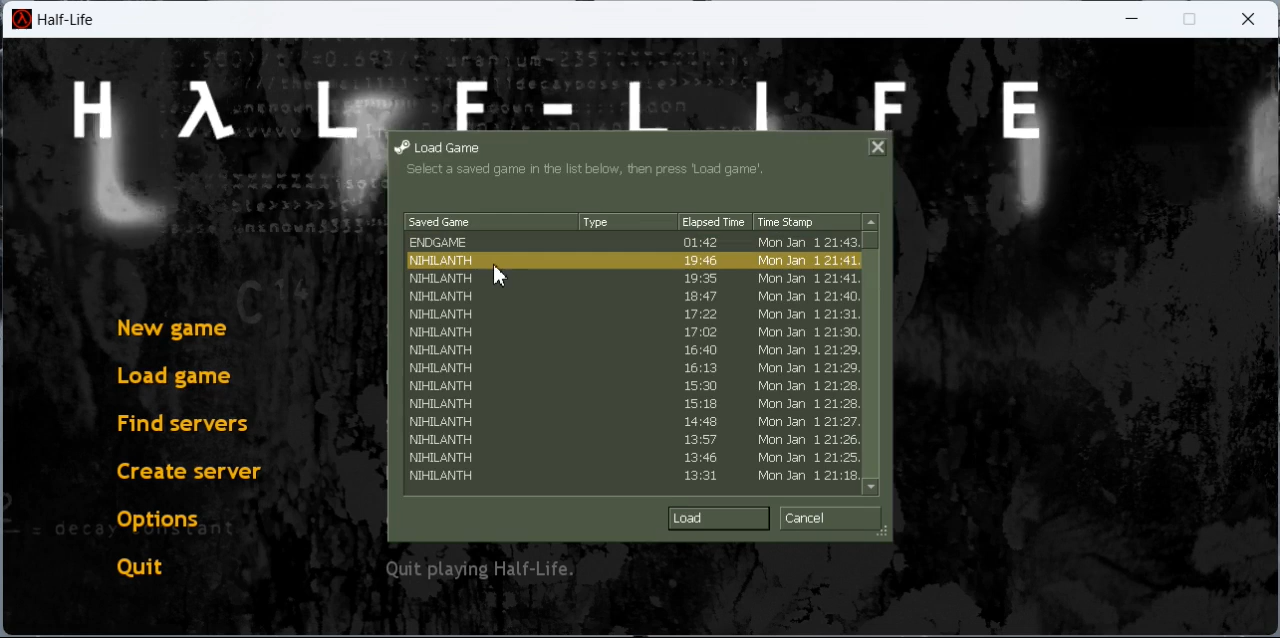 Half-Life
HλLF-LIFE
Load Game
Select a saved game in the list below, then press 'Load game'.
Saved Game Type Elapsed Time Time Stamp
ENDGAME 01:42 Mon Jan 1 21:43.
NIHILANTH 19:46 Mon Jan 1 21:41.
NIHILANTH 19:35 Mon Jan 1 21:41.
NIHILANTH 18:47 Mon Jan 1 21:40.
NIHILANTH 17:22 Mon Jan 1 21:31.
NIHILANTH 17:02 Mon Jan 1 21:30.
NIHILANTH 16:40 Mon Jan 1 21:29.
NIHILANTH 16:13 Mon Jan 1 21:29.
NIHILANTH 15:30 Mon Jan 1 21:28.
NIHILANTH 15:18 Mon Jan 1 21:28.
NIHILANTH 14:48 Mon Jan 1 21:27.
NIHILANTH 13:57 Mon Jan 1 21:26.
NIHILANTH 13:46 Mon Jan 1 21:25.
NIHILANTH 13:31 Mon Jan 1 21:18.
Load Cancel
New game
Load game
Find servers
Create server
Options
Quit
Quit playing Half-Life.
C14
= decay constant
uranium-235